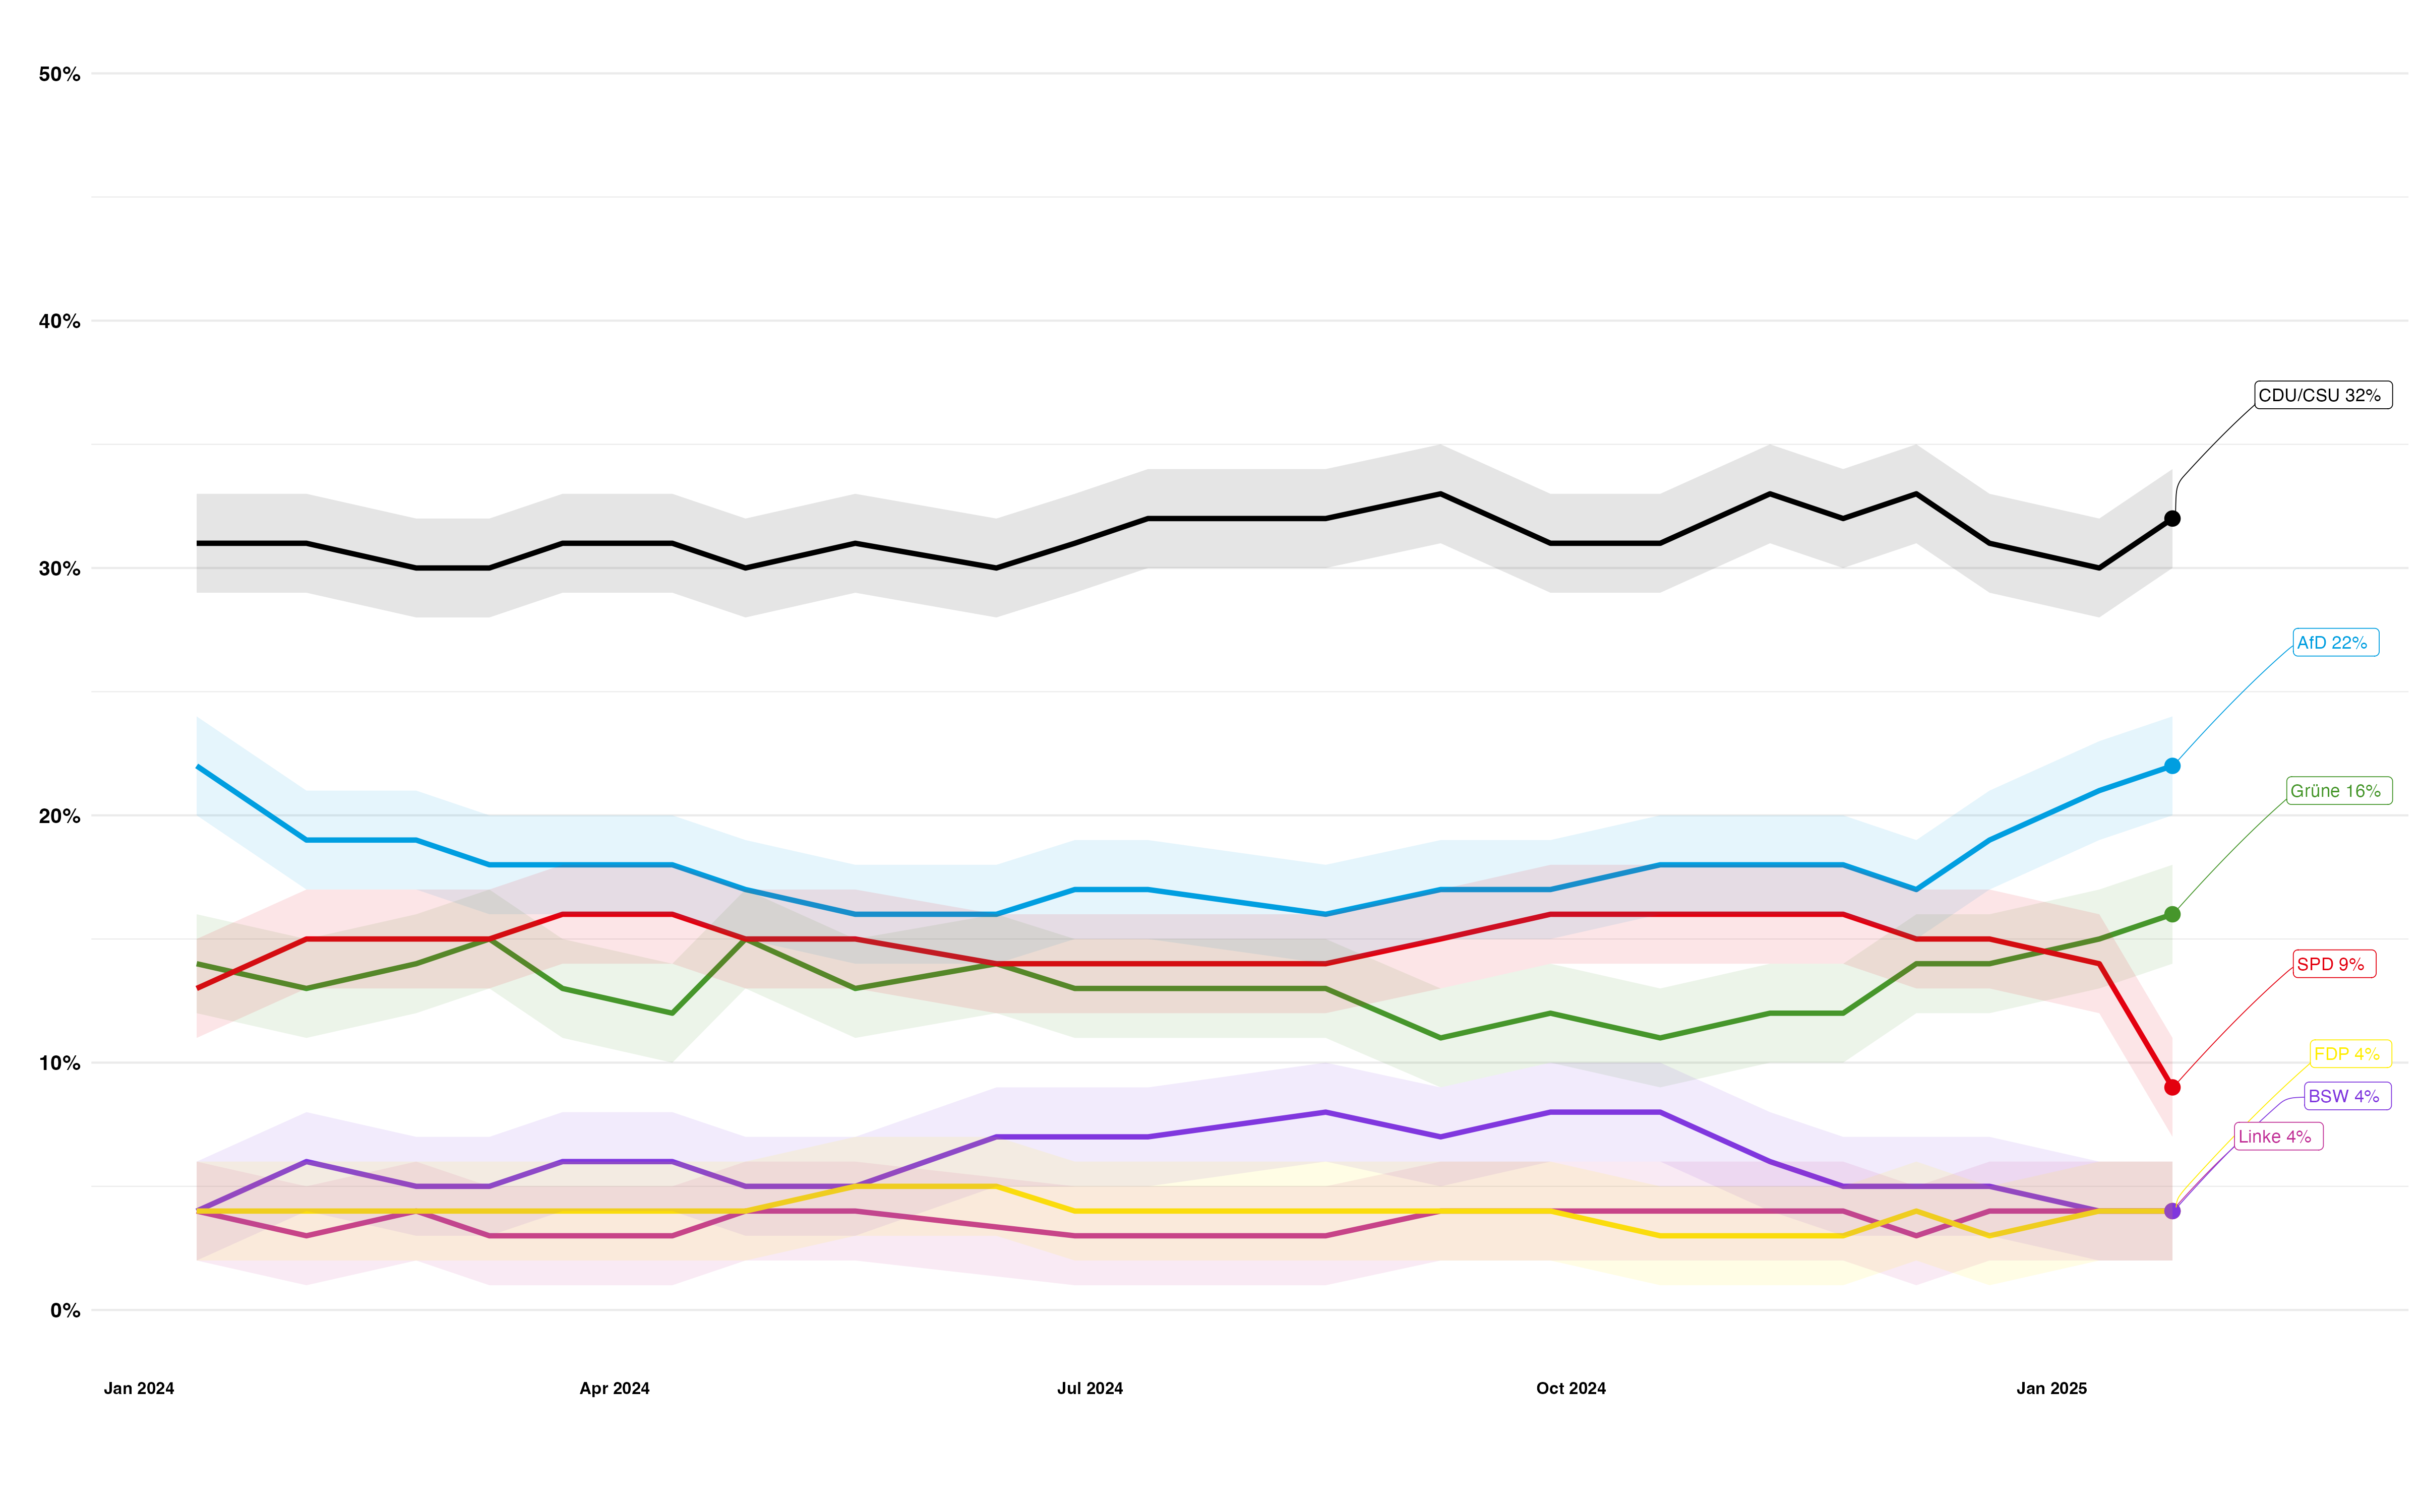 50%
40%
CDU/CSU 32%
30%
AfD 22%
Grüne 16%
20%
SPD 9%
FDP 4%
10%
BSW 4%
Linke 4%
0%
Jan 2024 Apr 2024 Jul 2024 Oct 2024 Jan 2025